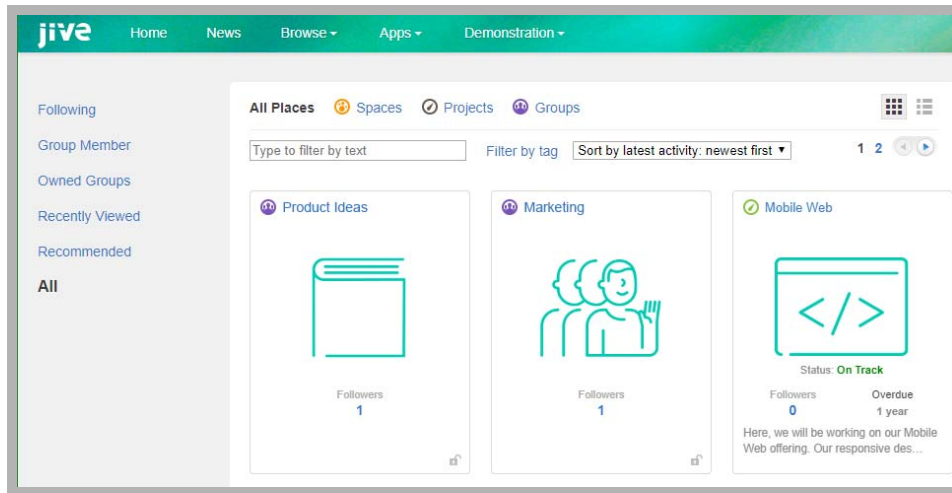 jive Home News Browse Apps Demonstration
Following
Group Member
Owned Groups
Recently Viewed
Recommended
All
All Places Spaces Projects Groups
Type to filter by text Filter by tag Sort by latest activity: newest first 1 2
Product Ideas
Followers
1
Marketing
Followers
1
Mobile Web
</>
Status: On Track
Followers Overdue
0 1 year
Here, we will be working on our Mobile
Web offering. Our responsive des...